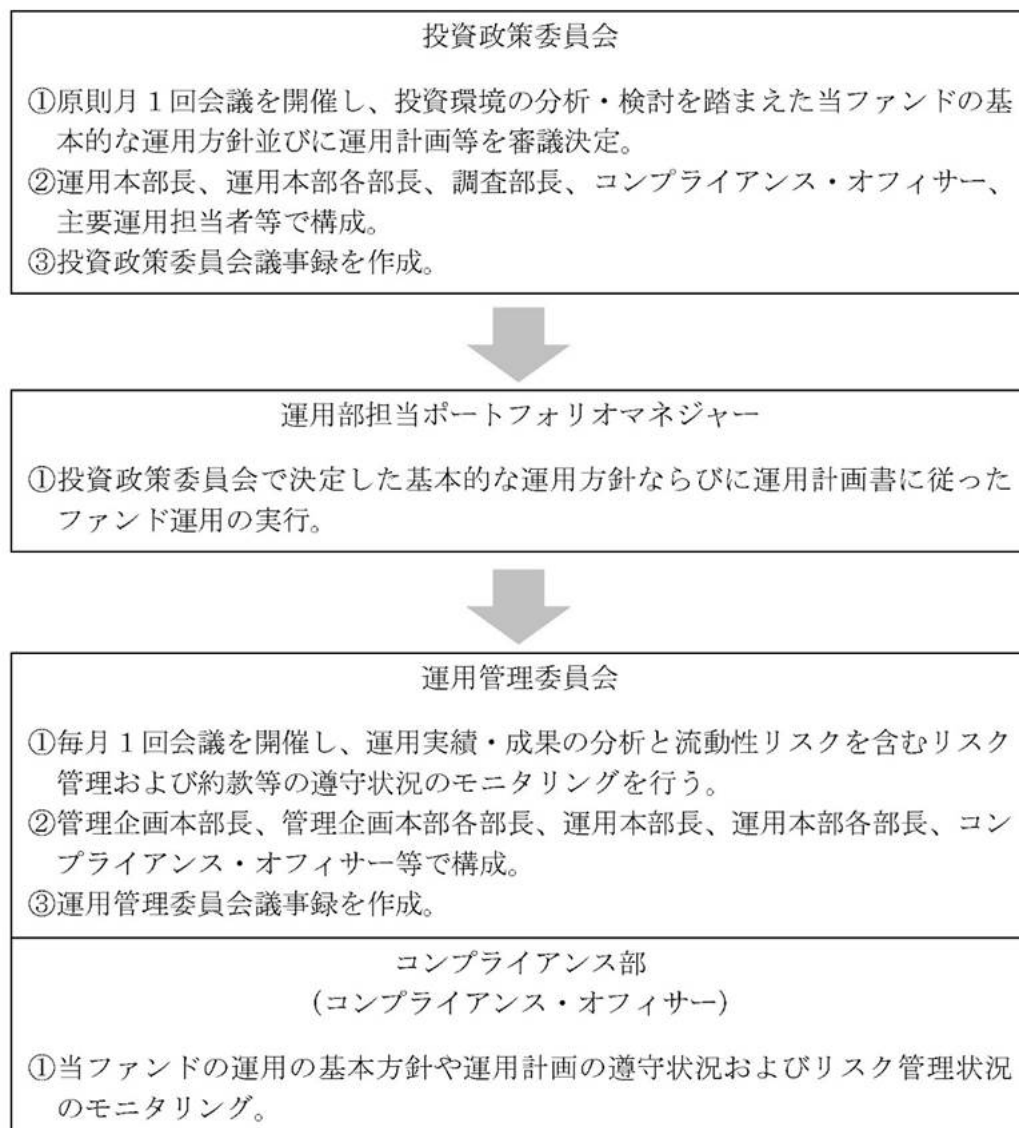 投資政策委員会
①原則月１回会議を開催し、投資環境の分析・検討を踏まえた当ファンドの基
本的な運用方針並びに運用計画等を審議決定。
②運用本部長、運用本部各部長、調査部長、コンプライアンス・オフィサー、
主要運用担当者等で構成。
③投資政策委員会議事録を作成。
運用部担当ポートフォリオマネジャー
①投資政策委員会で決定した基本的な運用方針ならびに運用計画書に従った
ファンド運用の実行。
運用管理委員会
①毎月１回会議を開催し、運用実績・成果の分析と流動性リスクを含むリスク
管理および約款等の遵守状況のモニタリングを行う。
②管理企画本部長、管理企画本部各部長、運用本部長、運用本部各部長、コン
プライアンス・オフィサー等で構成。
③運用管理委員会議事録を作成。
コンプライアンス部
（コンプライアンス・オフィサー）
①当ファンドの運用の基本方針や運用計画の遵守状況およびリスク管理状況
のモニタリング。